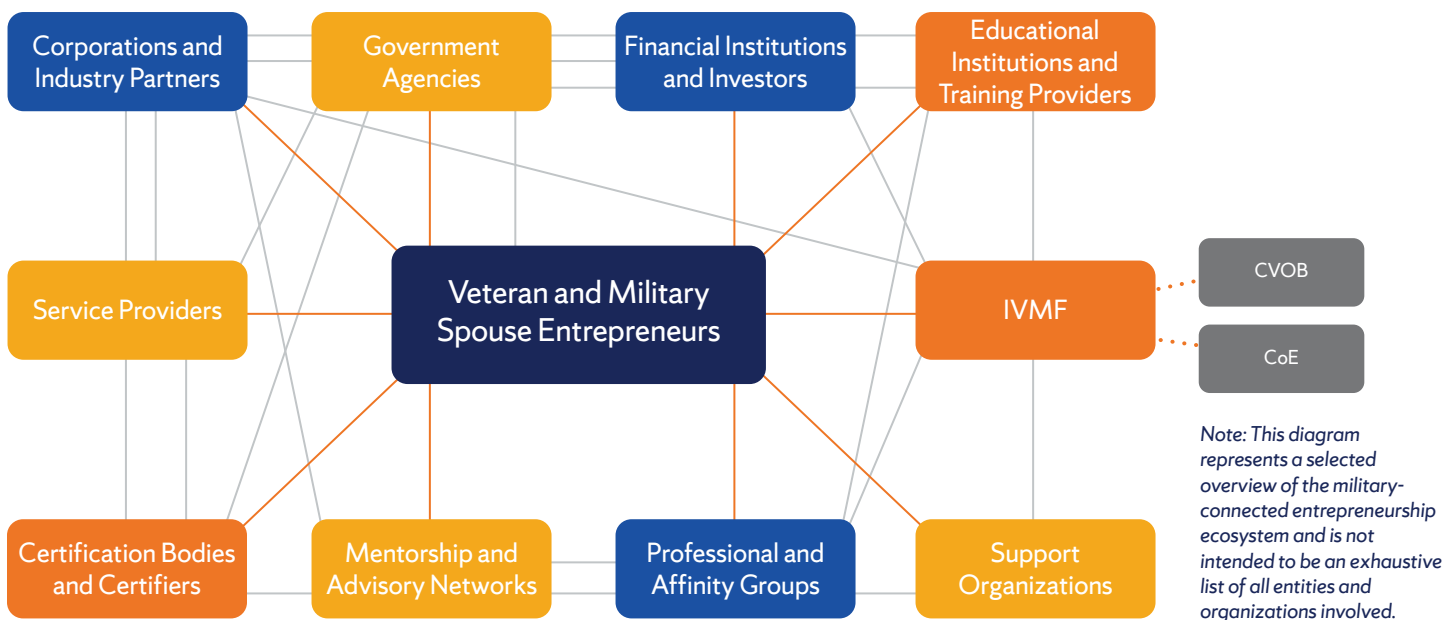 Corporations and
Industry Partners
Government
Agencies
Financial Institutions
and Investors
Educational
Institutions and
Training Providers
Service Providers
Veteran and Military
Spouse Entrepreneurs
IVMF
CVOB
CoE
Certification Bodies
and Certifiers
Mentorship and
Advisory Networks
Professional and
Affinity Groups
Support
Organizations
Note: This diagram
represents a selected
overview of the military-
connected entrepreneurship
ecosystem and is not
intended to be an exhaustive
list of all entities and
organizations involved.